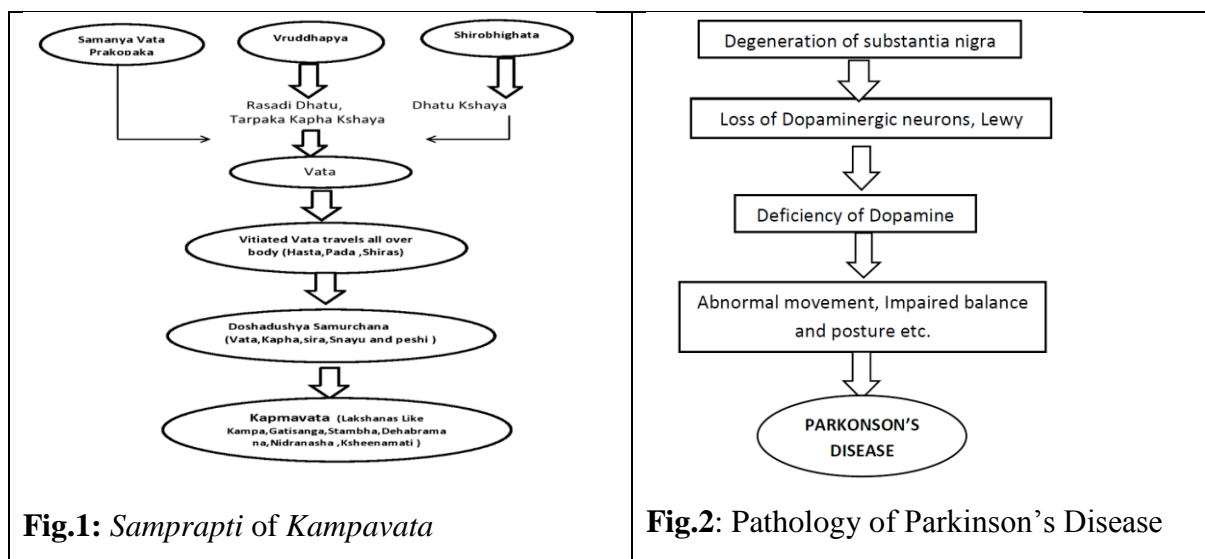 Samanya Vata
Prakopaka
Vruddhapya
Shirobhighata
Rasadi Dhatu,
Tarpaka Kapha Kshaya
Dhatu Kshaya
Vata
Vitiated Vata travels all over
body (Hasta,Pada ,Shiras)
Doshadushya Samurchana
(Vata,Kapha,sira,Snayu and peshi )
Kapmavata (Lakshanas Like
Kampa,Gatisanga,Stambha,Dehabrama
na,Nidranasha ,Ksheenamati )
Fig.1: Samprapti of Kampavata
Degeneration of substantia nigra
Loss of Dopaminergic neurons, Lewy
Deficiency of Dopamine
Abnormal movement, Impaired balance
and posture etc.
PARKONSON’S
DISEASE
Fig.2: Pathology of Parkinson’s Disease